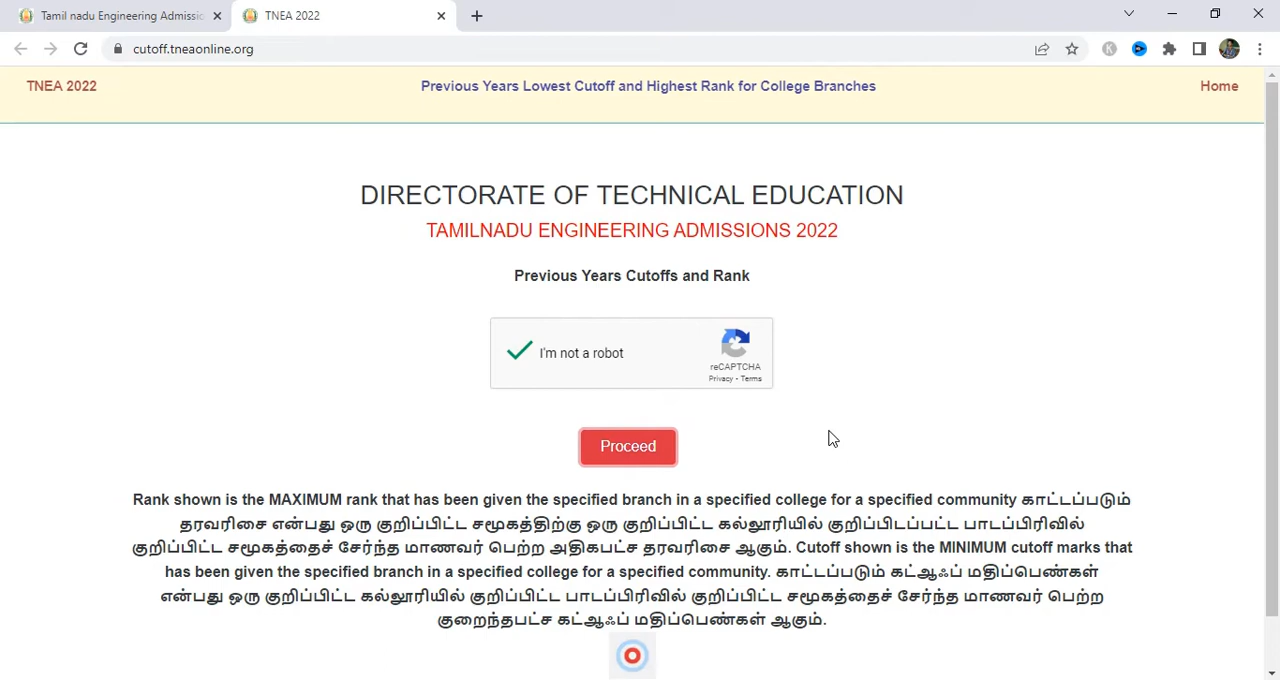 Tamil nadu Engineering Admissio
TNEA 2022
cutoff.tneaonline.org
K
TNEA 2022
Previous Years Lowest Cutoff and Highest Rank for College Branches
Home
DIRECTORATE OF TECHNICAL EDUCATION
TAMILNADU ENGINEERING ADMISSIONS 2022
Previous Years Cutoffs and Rank
I'm not a robot
reCAPTCHA
Privacy - Terms
Proceed
Rank shown is the MAXIMUM rank that has been given the specified branch in a specified college for a specified community காட்டப்படும்
தரவரிசை என்பது ஒரு குறிப்பிட்ட சமூகத்திற்கு ஒரு குறிப்பிட்ட கல்லூரியில் குறிப்பிடப்பட்ட பாடப்பிரிவில்
குறிப்பிட்ட சமூகத்தைச் சேர்ந்த மாணவர் பெற்ற அதிகபட்ச தரவரிசை ஆகும். Cutoff shown is the MINIMUM cutoff marks that
has been given the specified branch in a specified college for a specified community. காட்டப்படும் கட்ஆஃப் மதிப்பெண்கள்
என்பது ஒரு குறிப்பிட்ட கல்லூரியில் குறிப்பிட்ட பாடப்பிரிவில் குறிப்பிட்ட சமூகத்தைச் சேர்ந்த மாணவர் பெற்ற
குறைந்தபட்ச கட்ஆஃப் மதிப்பெண்கள் ஆகும்.